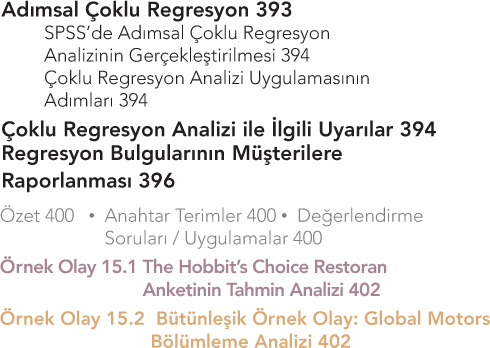 Adımsal Çoklu Regresyon 393
SPSS’de Adımsal Çoklu Regresyon
Analizinin Gerçekleştirilmesi 394
Çoklu Regresyon Analizi Uygulamasının
Adımları 394
Çoklu Regresyon Analizi ile İlgili Uyarılar 394
Regresyon Bulgularının Müşterilere
Raporlanması 396
Özet 400 • Anahtar Terimler 400 • Değerlendirme
Soruları / Uygulamalar 400
Örnek Olay 15.1 The Hobbit’s Choice Restoran
Anketinin Tahmin Analizi 402
Örnek Olay 15.2 Bütünleşik Örnek Olay: Global Motors
Bölümleme Analizi 402